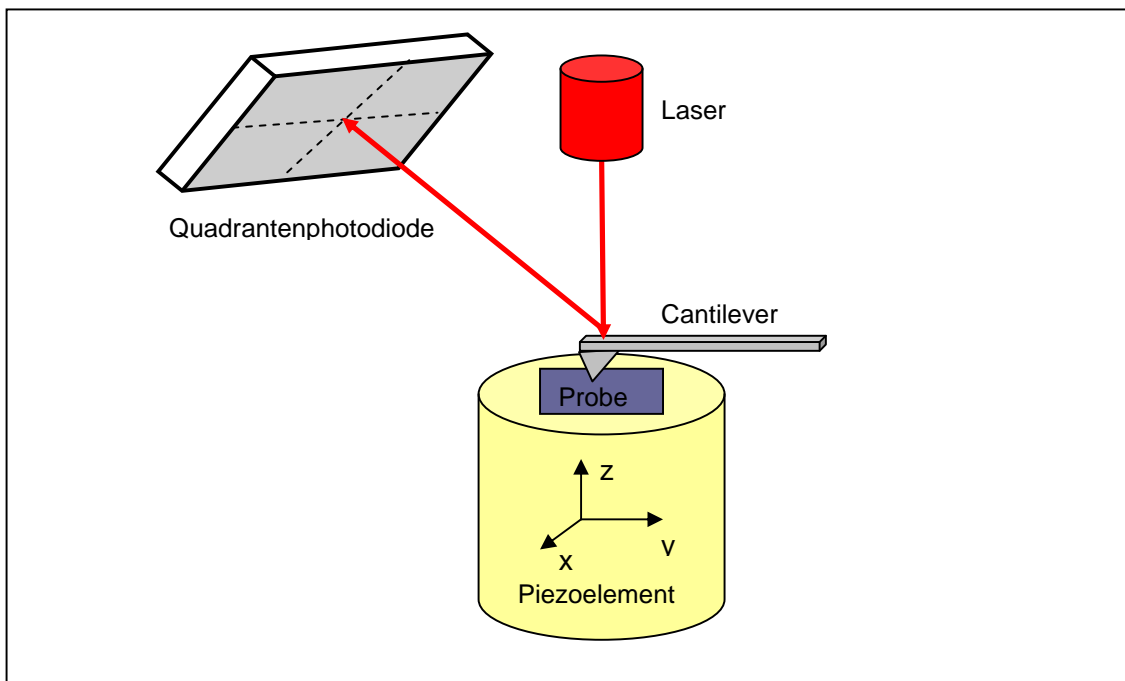 Laser
Quadrantenphotodiode
Cantilever
Probe
z
v
x
Piezoelement